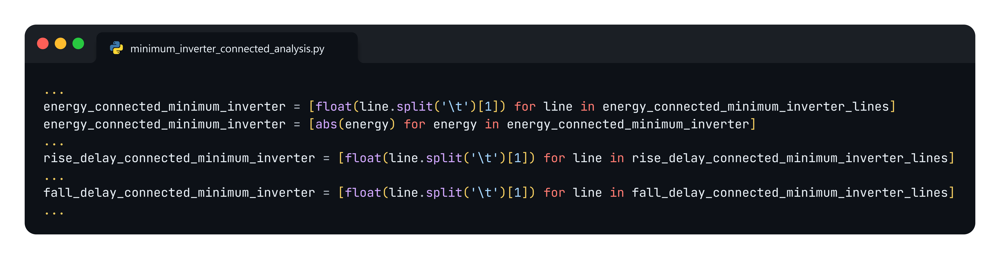 minimum_inverter_connected_analysis.py
...
energy_connected_minimum_inverter = [float(line.split('\t')[1]) for line in energy_connected_minimum_inverter_lines]
energy_connected_minimum_inverter = [abs(energy) for energy in energy_connected_minimum_inverter]
...
rise_delay_connected_minimum_inverter = [float(line.split('\t')[1]) for line in rise_delay_connected_minimum_inverter_lines]
...
fall_delay_connected_minimum_inverter = [float(line.split('\t')[1]) for line in fall_delay_connected_minimum_inverter_lines]
...